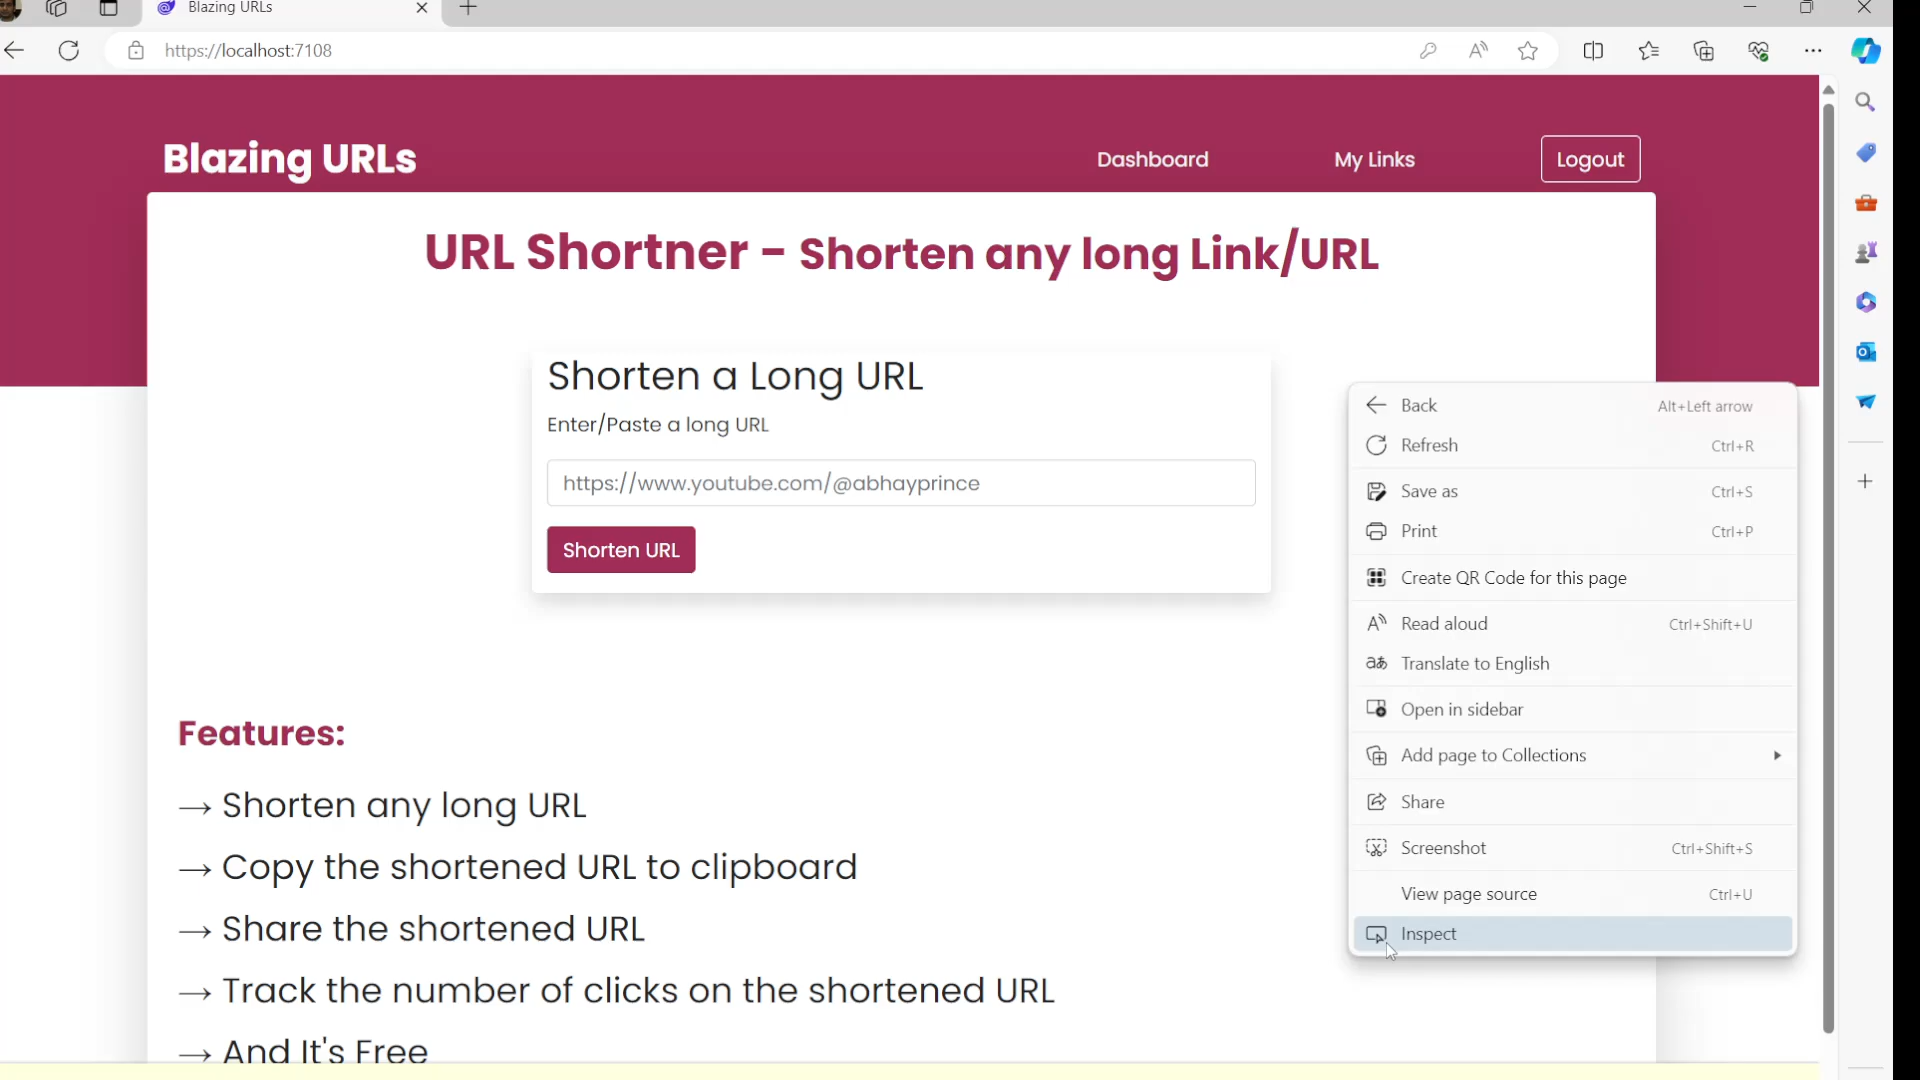 Blazing URLs
https://localhost:7108
Blazing URLs
Dashboard
My Links
Logout
URL Shortner - Shorten any long Link/URL
Shorten a Long URL
Enter/Paste a long URL
https://www.youtube.com/@abhayprince
Shorten URL
Features:
→ Shorten any long URL
→ Copy the shortened URL to clipboard
→ Share the shortened URL
→ Track the number of clicks on the shortened URL
→ And It's Free
Back Alt+Left arrow
Refresh Ctrl+R
Save as Ctrl+S
Print Ctrl+P
Create QR Code for this page
Read aloud Ctrl+Shift+U
Translate to English
Open in sidebar
Add page to Collections
Share
Screenshot Ctrl+Shift+S
View page source Ctrl+U
Inspect